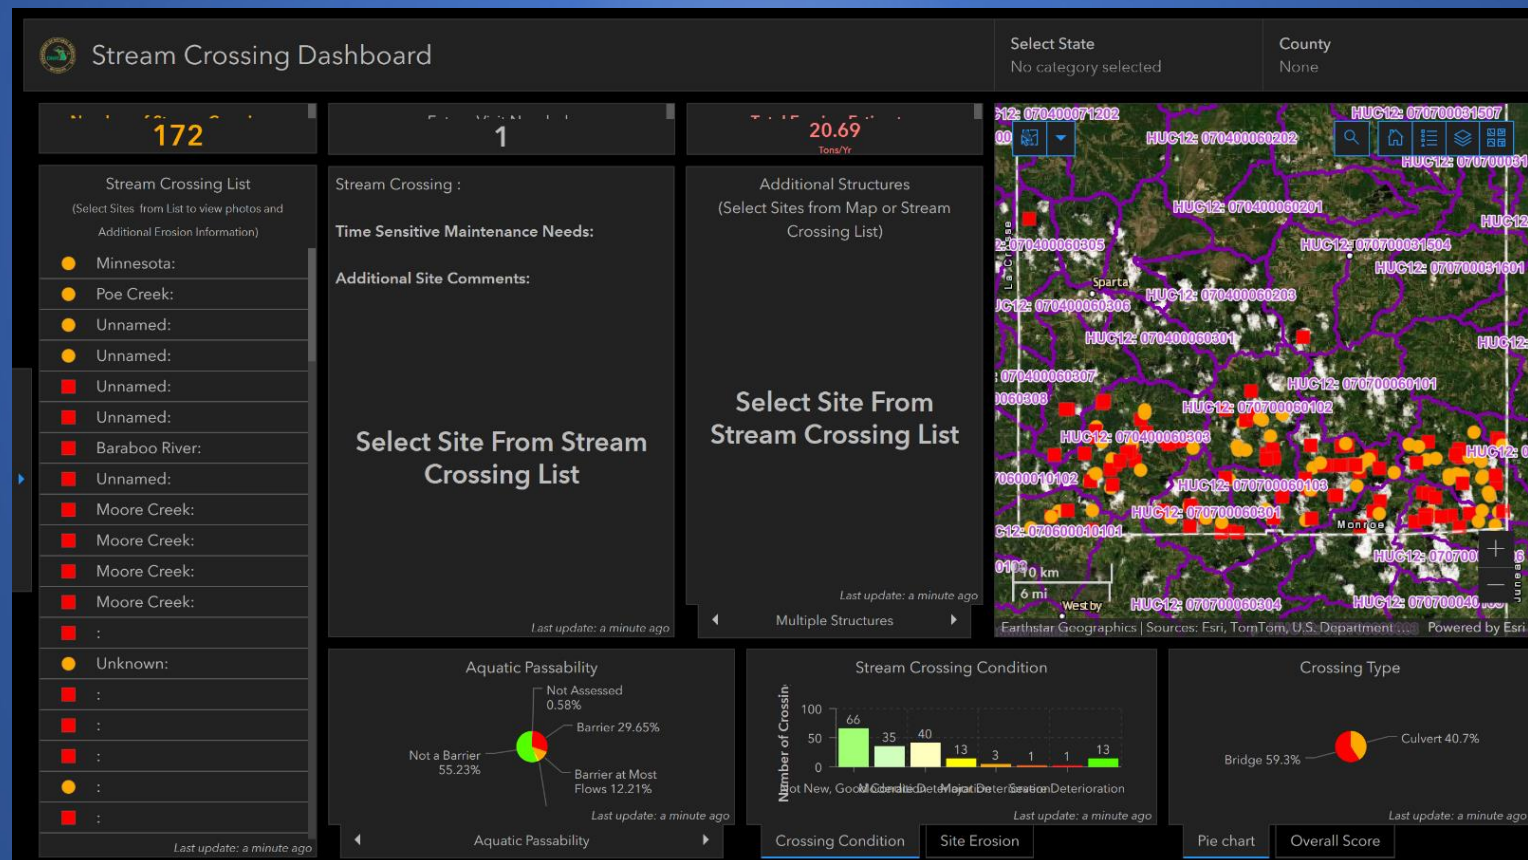 Stream Crossing Dashboard
Select State
No category selected
County
None
172
1
20.69
Tons/Yr
Stream Crossing List
(Select Sites from List to view photos and
Additional Erosion Information)
Minnesota:
Poe Creek:
Unnamed:
Unnamed:
Unnamed:
Unnamed:
Baraboo River:
Unnamed:
Moore Creek:
Moore Creek:
Moore Creek:
Moore Creek:
:
Unknown:
:
:
:
:
:
Last update: a minute ago
Stream Crossing :
Time Sensitive Maintenance Needs:
Additional Site Comments:
Select Site From Stream
Crossing List
Last update: a minute ago
Additional Structures
(Select Sites from Map or Stream
Crossing List)
Select Site From
Stream Crossing List
Last update: a minute ago
Multiple Structures
HUC12: 070700031507
HUC12: 070400060202
HUC12: 070400060201
HUC12: 070700031504
HUC12: 070700031601
La Crosse
Sparta
HUC12: 070400060203
HUC12: 070400060301
HUC12: 070700060101
HUC12: 070700060102
HUC12: 070400060303
HUC12: 070700060103
HUC12: 070700060301
Monroe
10 km
6 mi
Westby
HUC12: 070700060304
Juneau
Earthstar Geographics | Sources: Esri, TomTom, U.S. Department ...
Powered by Esri
Aquatic Passability
Not Assessed
0.58%
Barrier 29.65%
Not a Barrier
55.23%
Barrier at Most
Flows 12.21%
Last update: a minute ago
Aquatic Passability
Stream Crossing Condition
Number of Crossin
100
50
0
66
35
40
13
3
1
1
13
Last update: a minute ago
Crossing Condition
Site Erosion
Crossing Type
Culvert 40.7%
Bridge 59.3%
Last update: a minute ago
Pie chart
Overall Score